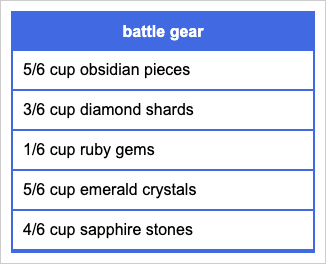 battle gear
5/6 cup obsidian pieces
3/6 cup diamond shards
1/6 cup ruby gems
5/6 cup emerald crystals
4/6 cup sapphire stones